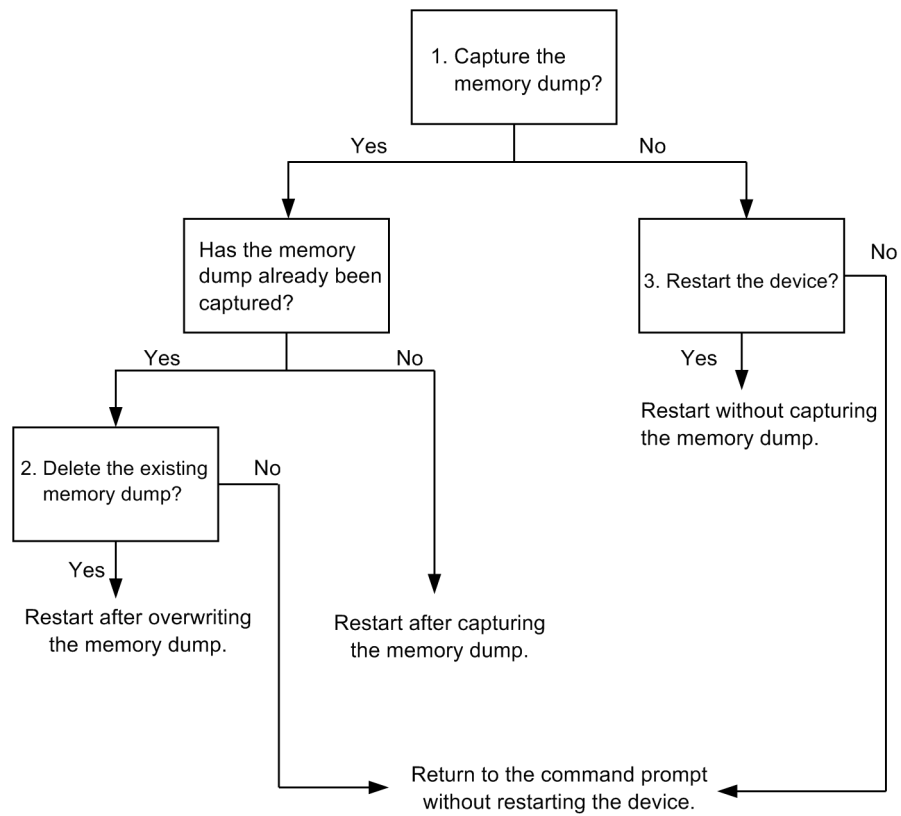 1. Capture the
memory dump?
Yes
No
Has the memory
dump already been
captured?
No
3. Restart the device?
Yes
No
Yes
Restart without capturing
the memory dump.
2. Delete the existing
memory dump?
No
Yes
Restart after overwriting
the memory dump.
Restart after capturing
the memory dump.
Return to the command prompt
without restarting the device.